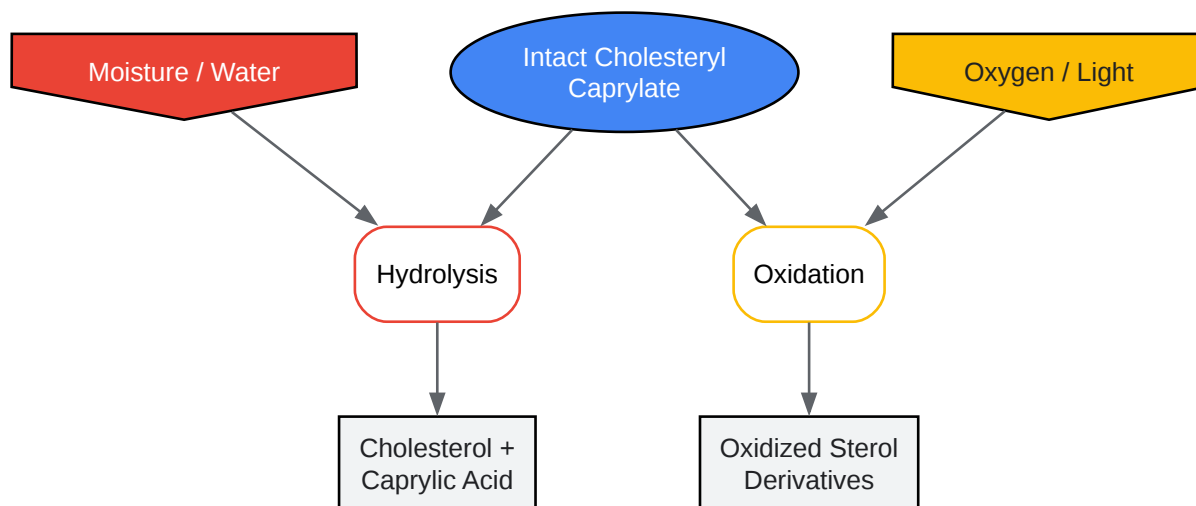 Moisture / Water
Intact Cholesteryl
Caprylate
Oxygen / Light
Hydrolysis
Oxidation
Cholesterol +
Caprylic Acid
Oxidized Sterol
Derivatives